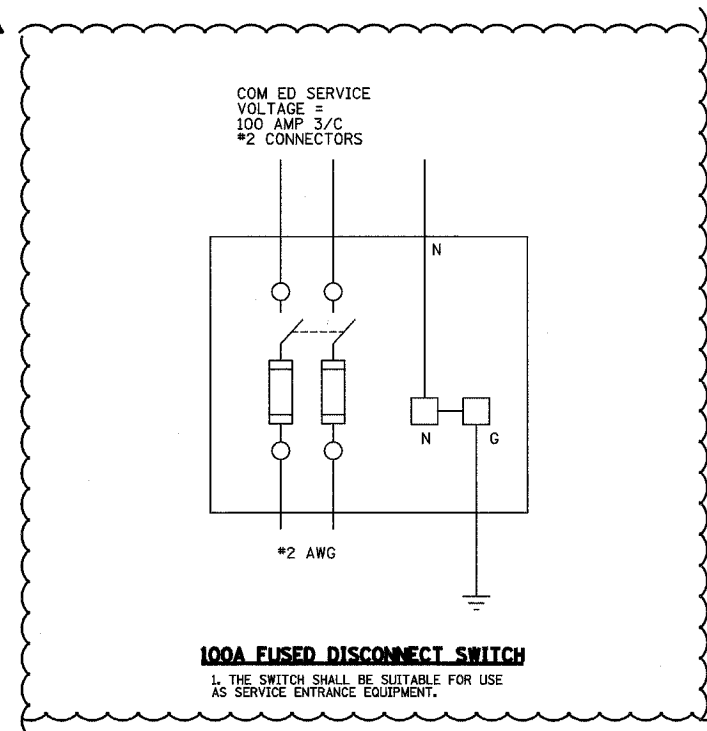 COM ED SERVICE
VOLTAGE =
100 AMP 3/C
#2 CONNECTORS
N
N
G
#2 AWG
100A FUSED DISCONNECT SWITCH
1. THE SWITCH SHALL BE SUITABLE FOR USE
AS SERVICE ENTRANCE EQUIPMENT.